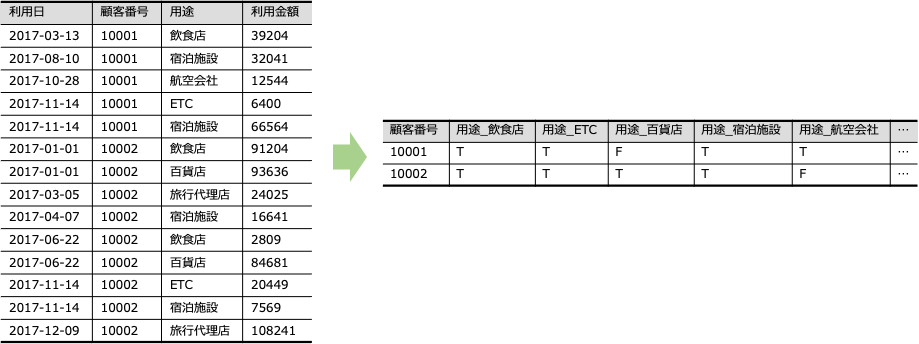 利用日 顧客番号 用途 利用金額
2017-03-13 10001 飲食店 39204
2017-08-10 10001 宿泊施設 32041
2017-10-28 10001 航空会社 12544
2017-11-14 10001 ETC 6400
2017-11-14 10001 宿泊施設 66564
2017-01-01 10002 飲食店 91204
2017-01-01 10002 百貨店 93636
2017-03-05 10002 旅行代理店 24025
2017-04-07 10002 宿泊施設 16641
2017-06-22 10002 飲食店 2809
2017-06-22 10002 百貨店 84681
2017-11-14 10002 ETC 20449
2017-11-14 10002 宿泊施設 7569
2017-12-09 10002 旅行代理店 108241
顧客番号 用途_飲食店 用途_ETC 用途_百貨店 用途_宿泊施設 用途_航空会社 …
10001 T T F T T …
10002 T T T T F …